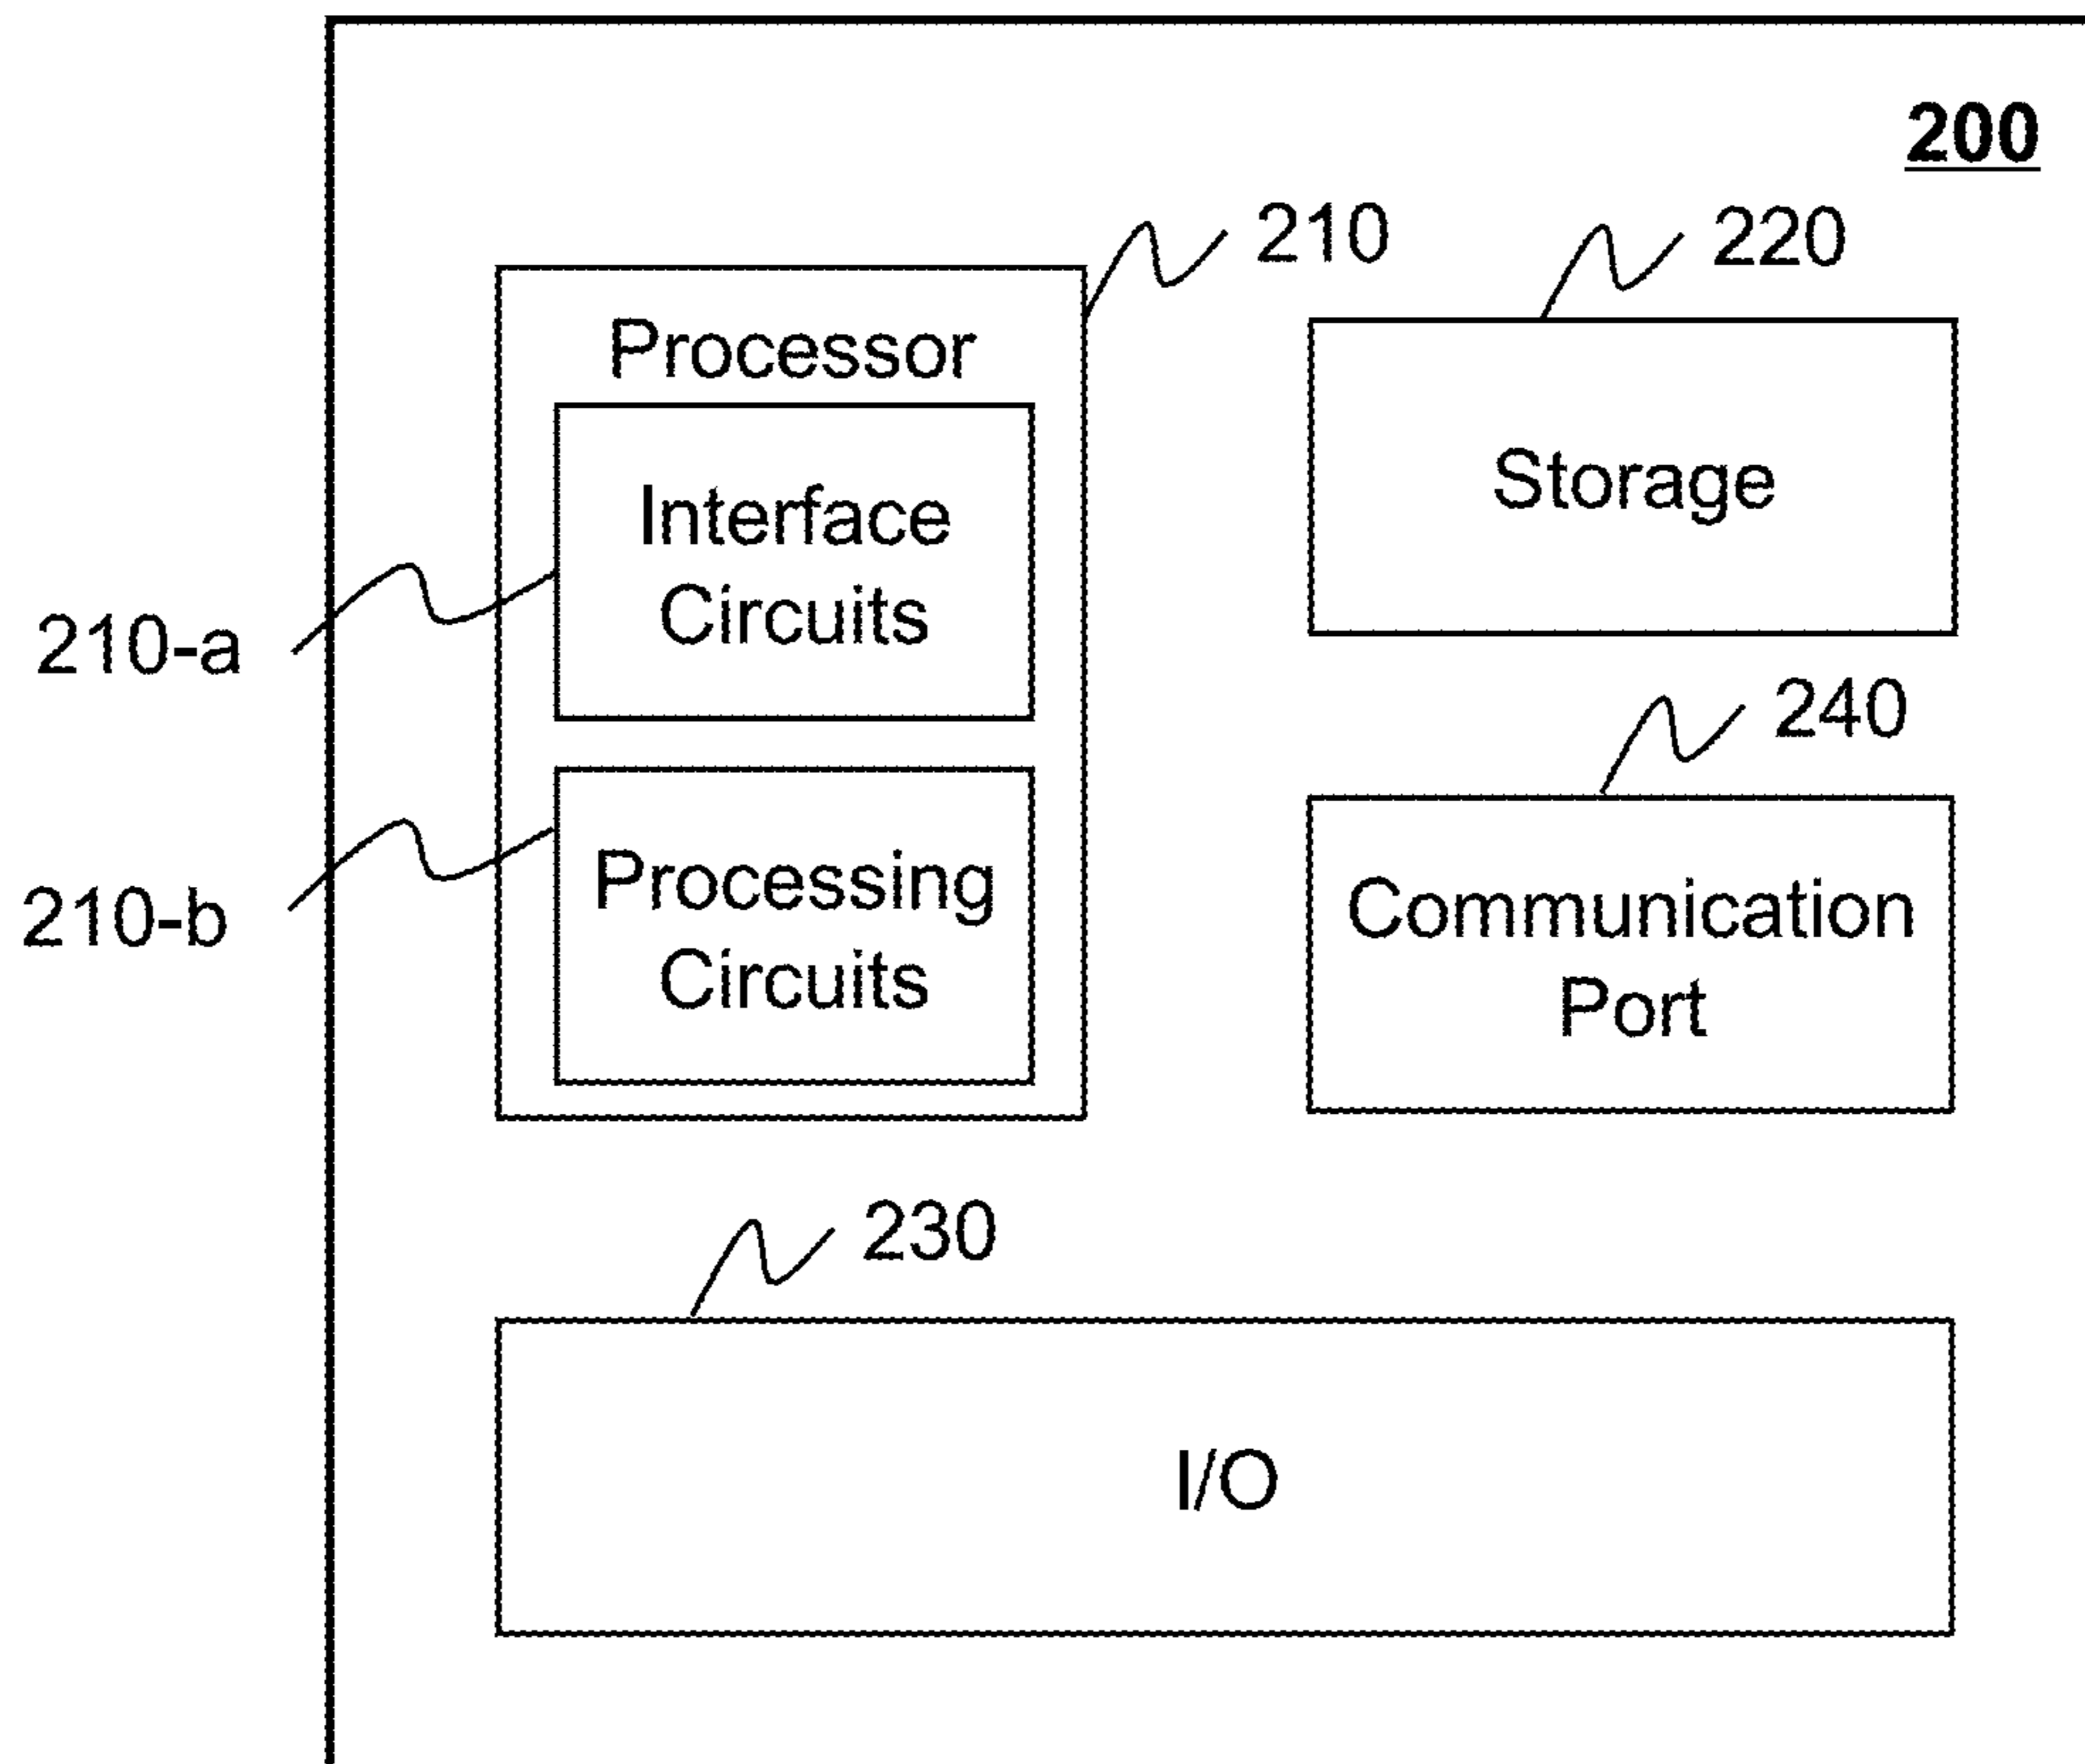 200
210
220
Processor
Interface
Circuits
Storage
210-a
240
Processing
Circuits
210-b
Communication
Port
230
I/O